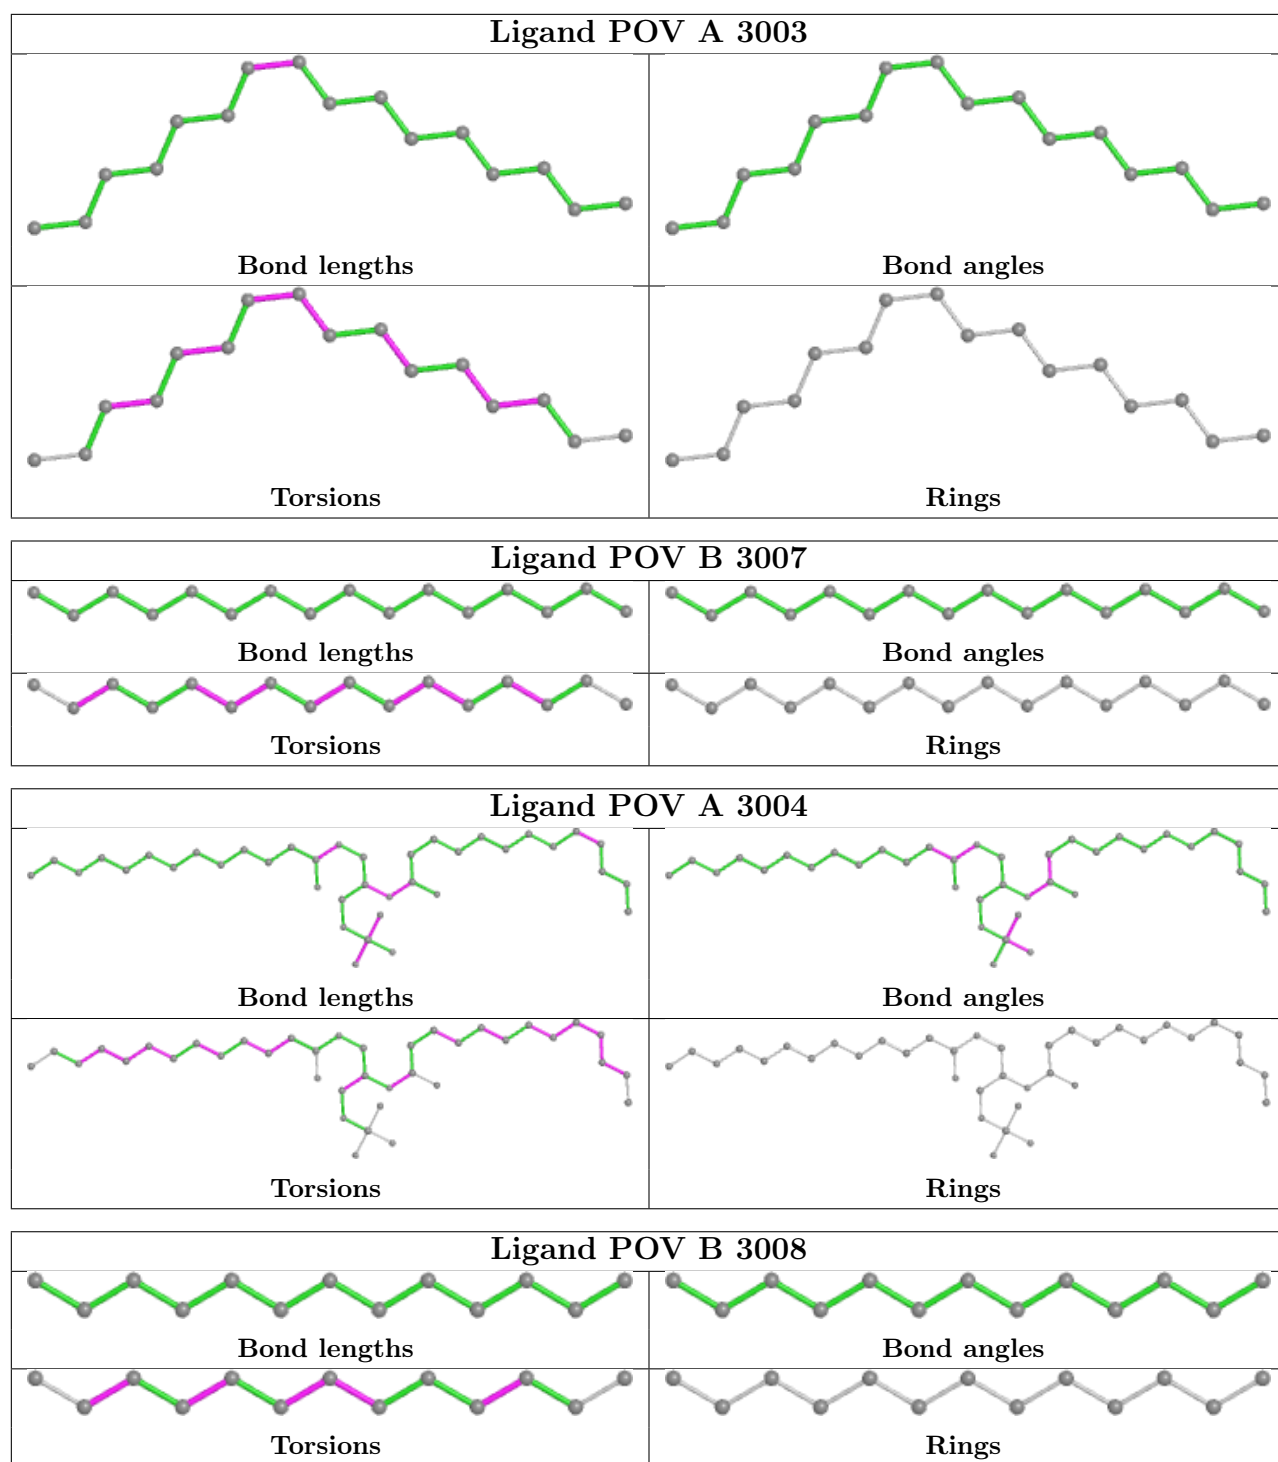 Ligand POV A 3003
Bond lengths
Bond angles
Torsions
Rings
Ligand POV B 3007
Bond lengths
Bond angles
Torsions
Rings
Ligand POV A 3004
Bond lengths
Bond angles
Torsions
Rings
Ligand POV B 3008
Bond lengths
Bond angles
Torsions
Rings